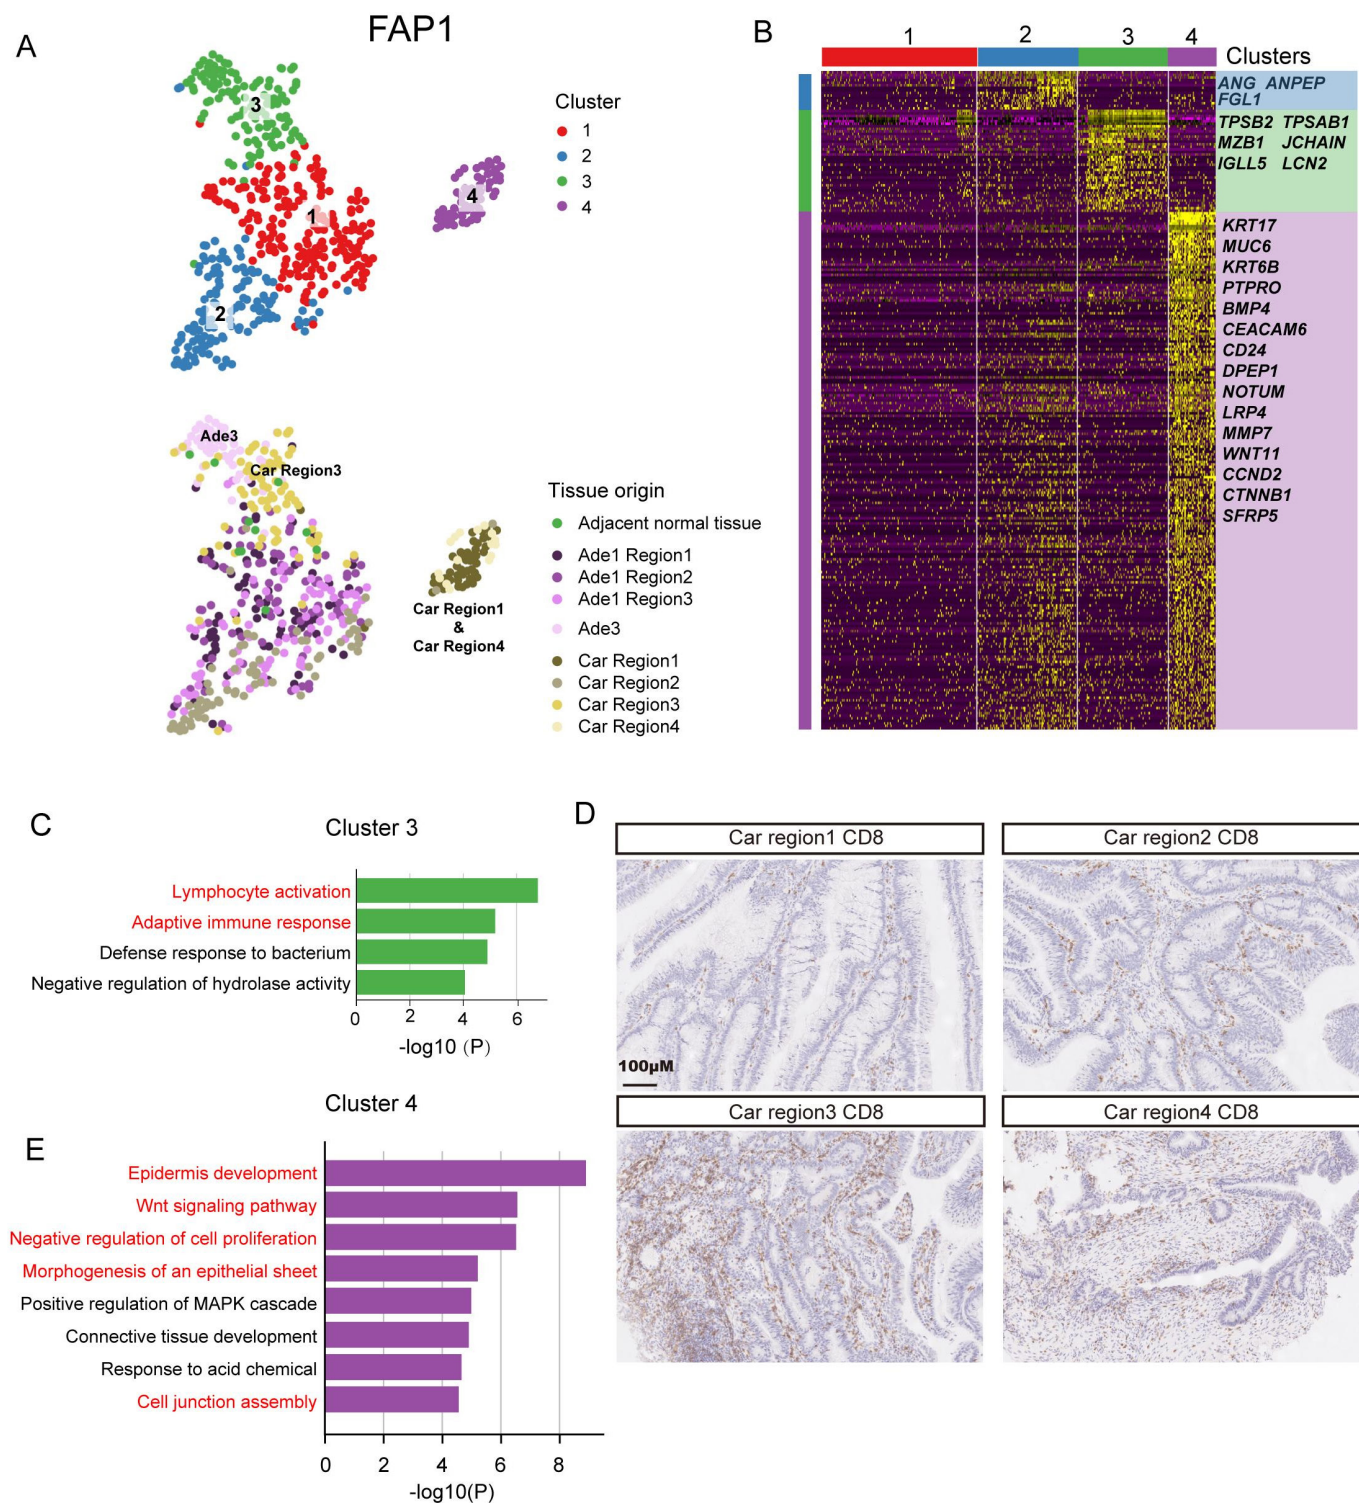 FAP1
A
3
1
2
4
Cluster
1
2
3
4
Ade3
Car Region3
Car Region1
&
Car Region4
Tissue origin
Adjacent normal tissue
Ade1 Region1
Ade1 Region2
Ade1 Region3
Ade3
Car Region1
Car Region2
Car Region3
Car Region4
B
1 2 3 4 Clusters
ANG ANPEP
FGL1
TPSB2 TPSAB1
MZB1 JCHAIN
IGLL5 LCN2
KRT17
MUC6
KRT6B
PTPRO
BMP4
CEACAM6
CD24
DPEP1
NOTUM
LRP4
MMP7
WNT11
CCND2
CTNNB1
SFRP5
C
Cluster 3
Lymphocyte activation
Adaptive immune response
Defense response to bacterium
Negative regulation of hydrolase activity
0 2 4 6
-log10 (P)
D
Car region1 CD8
Car region2 CD8
100μM
Car region3 CD8
Car region4 CD8
Cluster 4
E
Epidermis development
Wnt signaling pathway
Negative regulation of cell proliferation
Morphogenesis of an epithelial sheet
Positive regulation of MAPK cascade
Connective tissue development
Response to acid chemical
Cell junction assembly
0 2 4 6 8
-log10(P)